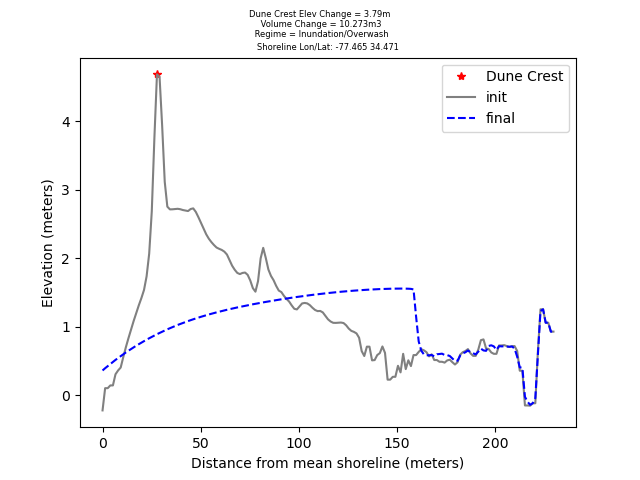 Dune Crest Elev Change = 3.79m
Volume Change = 10.273m3
Regime = Inundation/Overwash
Shoreline Lon/Lat: -77.465 34.471
Dune Crest
init
final
Elevation (meters)
4
3
2
1
0
0 50 100 150 200
Distance from mean shoreline (meters)